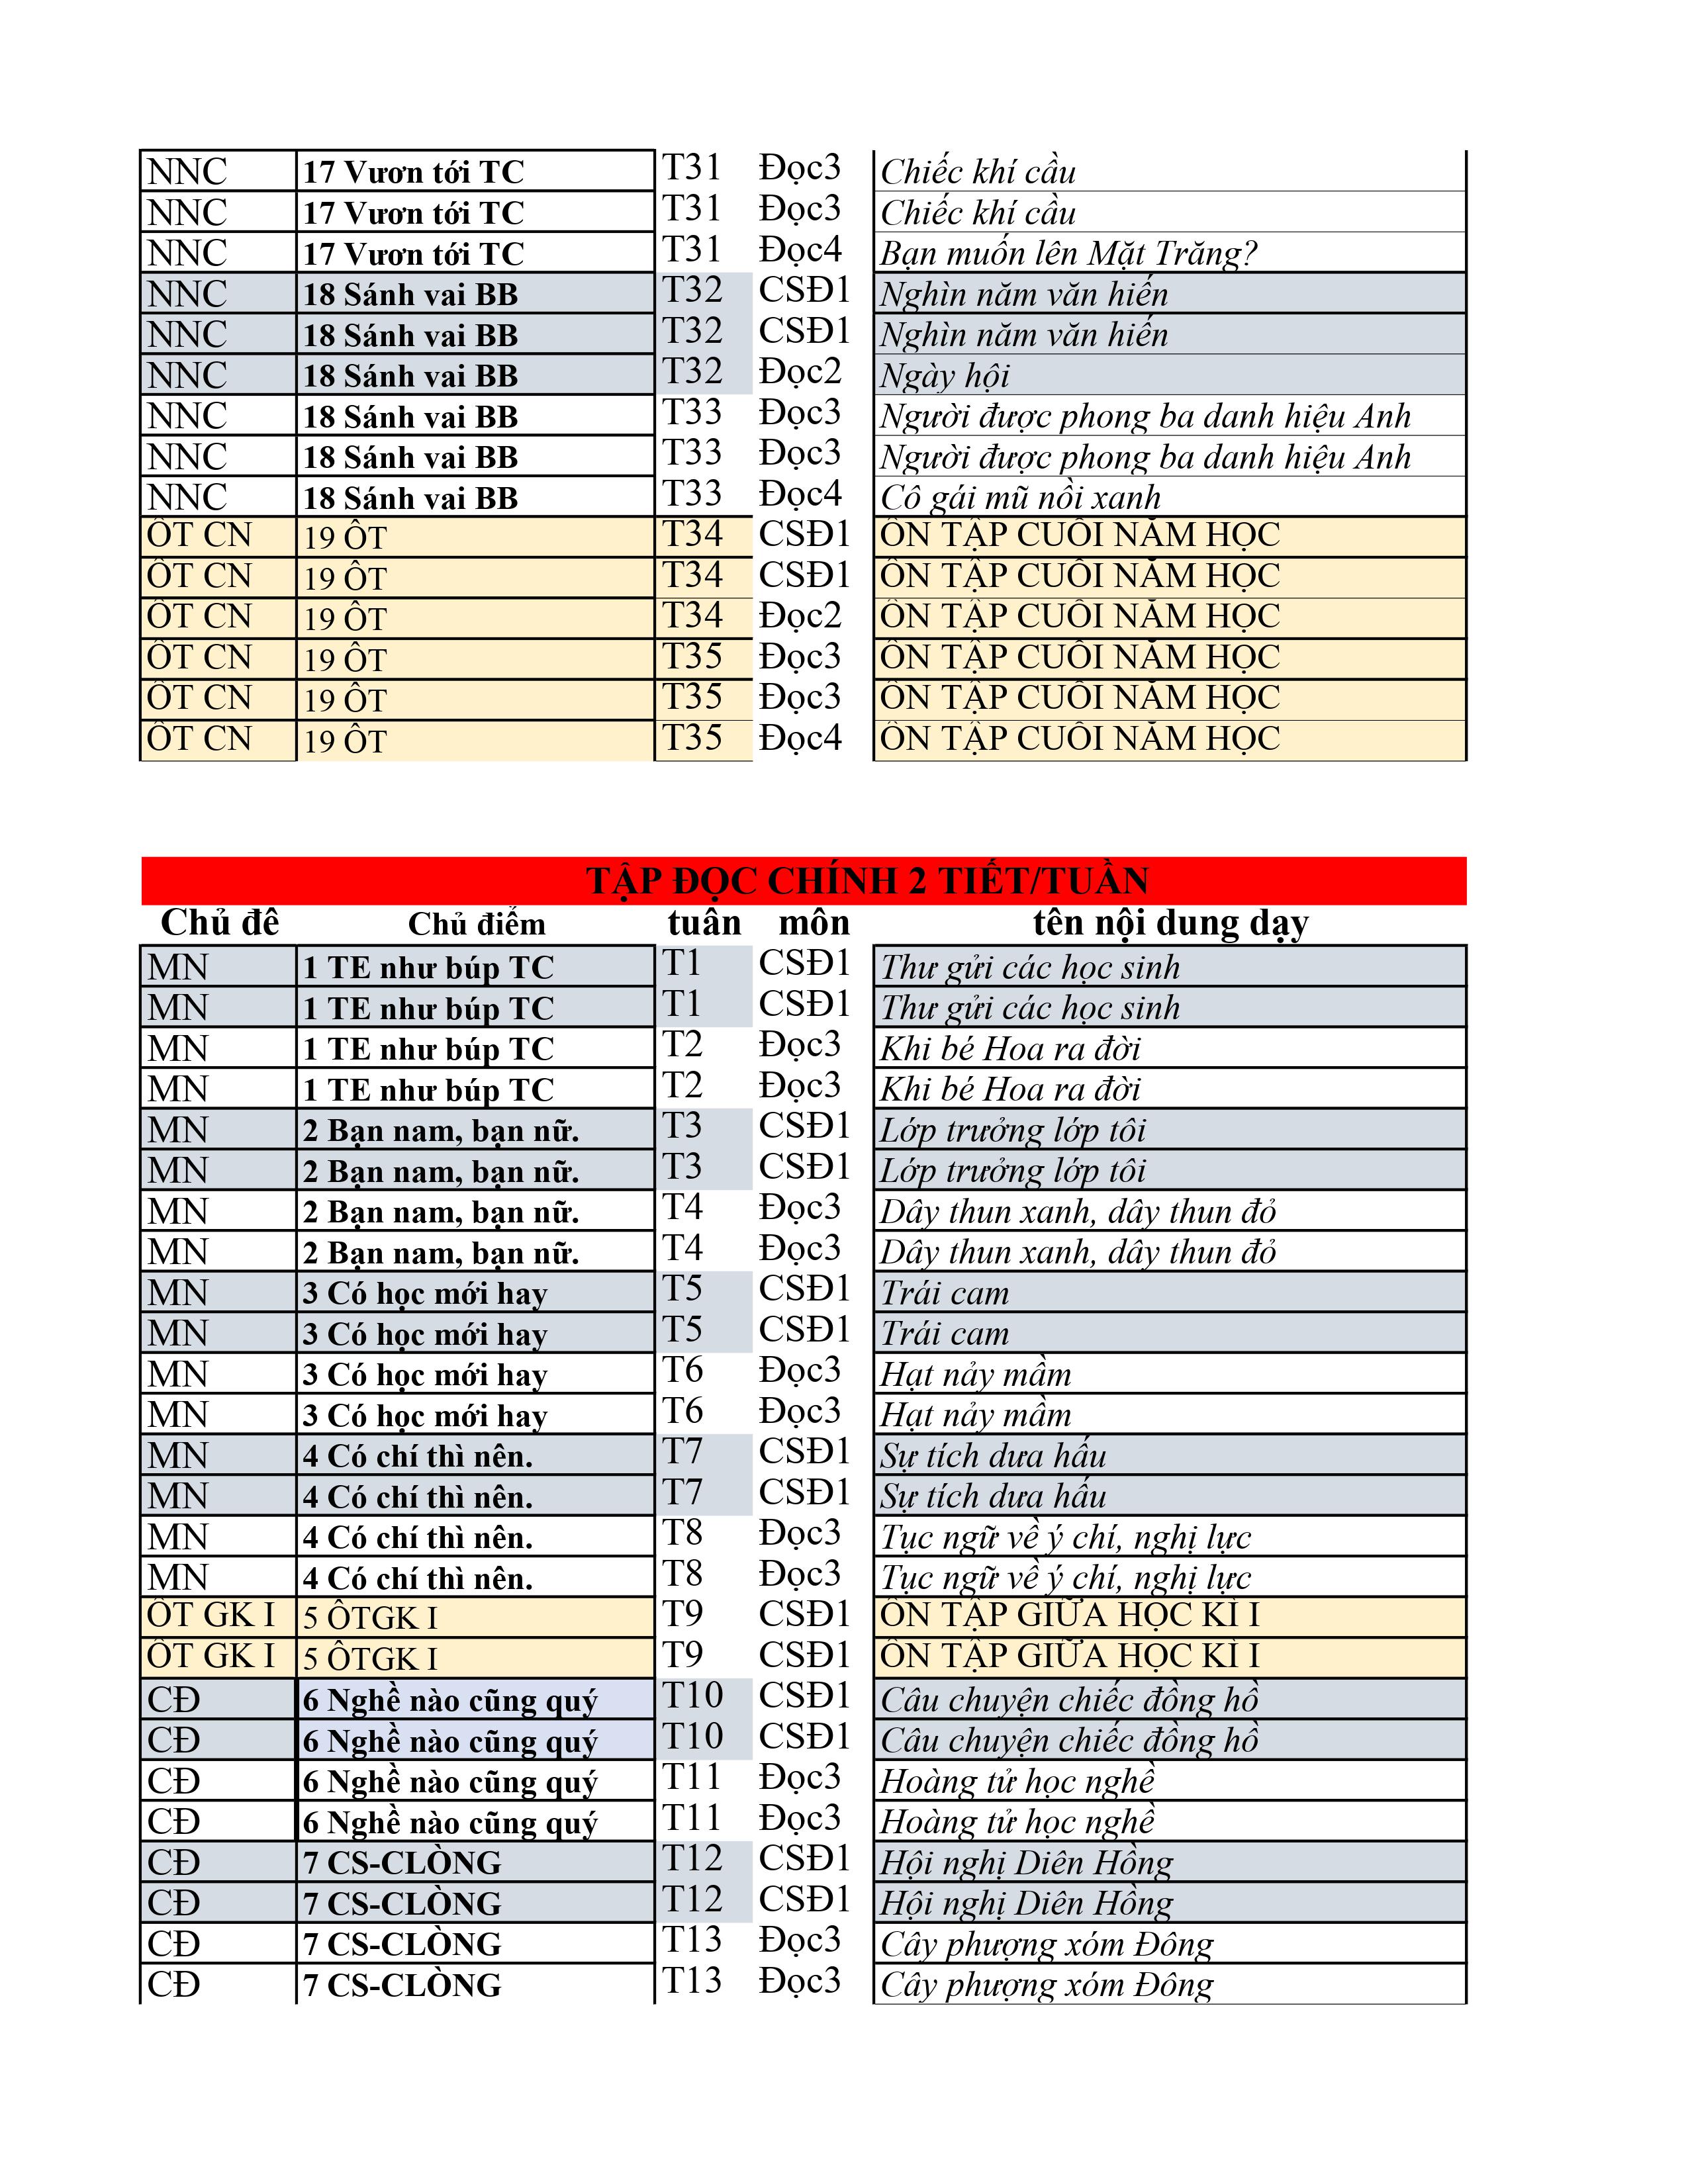 NNC 17 Vươn tới TC T31 Đọc3 Chiếc khí cầu
NNC 17 Vươn tới TC T31 Đọc3 Chiếc khí cầu
NNC 17 Vươn tới TC T31 Đọc4 Bạn muốn lên Mặt Trăng?
NNC 18 Sánh vai BB T32 CSĐ1 Nghìn năm văn hiến
NNC 18 Sánh vai BB T32 CSĐ1 Nghìn năm văn hiến
NNC 18 Sánh vai BB T32 Đọc2 Ngày hội
NNC 18 Sánh vai BB T33 Đọc3 Người được phong ba danh hiệu Anh
NNC 18 Sánh vai BB T33 Đọc3 Người được phong ba danh hiệu Anh
NNC 18 Sánh vai BB T33 Đọc4 Cô gái mũ nồi xanh
ÔT CN 19 ÔT T34 CSĐ1 ÔN TẬP CUỐI NĂM HỌC
ÔT CN 19 ÔT T34 CSĐ1 ÔN TẬP CUỐI NĂM HỌC
ÔT CN 19 ÔT T34 Đọc2 ÔN TẬP CUỐI NĂM HỌC
ÔT CN 19 ÔT T35 Đọc3 ÔN TẬP CUỐI NĂM HỌC
ÔT CN 19 ÔT T35 Đọc3 ÔN TẬP CUỐI NĂM HỌC
ÔT CN 19 ÔT T35 Đọc4 ÔN TẬP CUỐI NĂM HỌC
TẬP ĐỌC CHÍNH 2 TIẾT/TUẦN
Chủ đề Chủ điểm tuần môn tên nội dung dạy
MN 1 TE như búp TC T1 CSĐ1 Thư gửi các học sinh
MN 1 TE như búp TC T1 CSĐ1 Thư gửi các học sinh
MN 1 TE như búp TC T2 Đọc3 Khi bé Hoa ra đời
MN 1 TE như búp TC T2 Đọc3 Khi bé Hoa ra đời
MN 2 Bạn nam, bạn nữ. T3 CSĐ1 Lớp trưởng lớp tôi
MN 2 Bạn nam, bạn nữ. T3 CSĐ1 Lớp trưởng lớp tôi
MN 2 Bạn nam, bạn nữ. T4 Đọc3 Dây thun xanh, dây thun đỏ
MN 2 Bạn nam, bạn nữ. T4 Đọc3 Dây thun xanh, dây thun đỏ
MN 3 Có học mới hay T5 CSĐ1 Trái cam
MN 3 Có học mới hay T5 CSĐ1 Trái cam
MN 3 Có học mới hay T6 Đọc3 Hạt nảy mầm
MN 3 Có học mới hay T6 Đọc3 Hạt nảy mầm
MN 4 Có chí thì nên. T7 CSĐ1 Sự tích dưa hấu
MN 4 Có chí thì nên. T7 CSĐ1 Sự tích dưa hấu
MN 4 Có chí thì nên. T8 Đọc3 Tục ngữ về ý chí, nghị lực
MN 4 Có chí thì nên. T8 Đọc3 Tục ngữ về ý chí, nghị lực
ÔT GK I 5 ÔTGK I T9 CSĐ1 ÔN TẬP GIỮA HỌC KÌ I
ÔT GK I 5 ÔTGK I T9 CSĐ1 ÔN TẬP GIỮA HỌC KÌ I
CĐ 6 Nghề nào cũng quý T10 CSĐ1 Câu chuyện chiếc đồng hồ
CĐ 6 Nghề nào cũng quý T10 CSĐ1 Câu chuyện chiếc đồng hồ
CĐ 6 Nghề nào cũng quý T11 Đọc3 Hoàng tử học nghề
CĐ 6 Nghề nào cũng quý T11 Đọc3 Hoàng tử học nghề
CĐ 7 CS-CLÒNG T12 CSĐ1 Hội nghị Diên Hồng
CĐ 7 CS-CLÒNG T12 CSĐ1 Hội nghị Diên Hồng
CĐ 7 CS-CLÒNG T13 Đọc3 Cây phượng xóm Đông
CĐ 7 CS-CLÒNG T13 Đọc3 Cây phượng xóm Đông